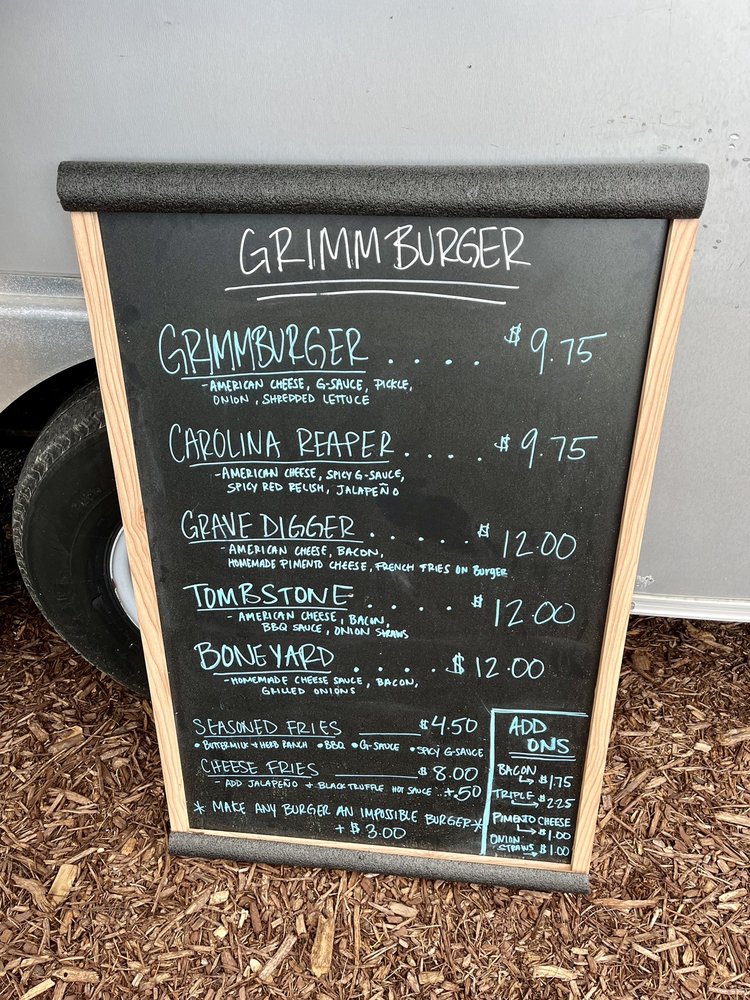 GRIMM BURGER
GRIMMBURGER .... $9.75
-AMERICAN CHEESE, G-SAUCE, PICKLE,
ONION, SHREDDED LETTUCE
CAROLINA REAPER.... $9.75
-AMERICAN CHEESE, SPICY G-SAUCE,
SPICY RED RELISH, JALAPEÑO
GRAVE DIGGER ...... $12.00
-AMERICAN CHEESE, BACON,
HOMEMADE PIMENTO CHEESE, FRENCH FRIES ON BURGER
TOMBSTONE ..... $12.00
-AMERICAN CHEESE, BACON,
BBQ SAUCE, ONION STRAWS
BONEYARD .... $12.00
-HOMEMADE CHEESE SAUCE, BACON,
GRILLED ONIONS
SEASONED FRIES ______ $4.50
•BUTTERMILK + HERB RANCH •BBQ •G-SAUCE •SPICY G-SAUCE
CHEESE FRIES ______ $8.00
- ADD JALAPEÑO + BLACK TRUFFLE HOT SAUCE ..+.50
* MAKE ANY BURGER AN IMPOSSIBLE BURGER*
+ $3.00
ADD
ONS
BACON
$1.75
TRIPLE
$2.25
PIMENTO CHEESE
$1.00
ONION
STRAWS $1.00